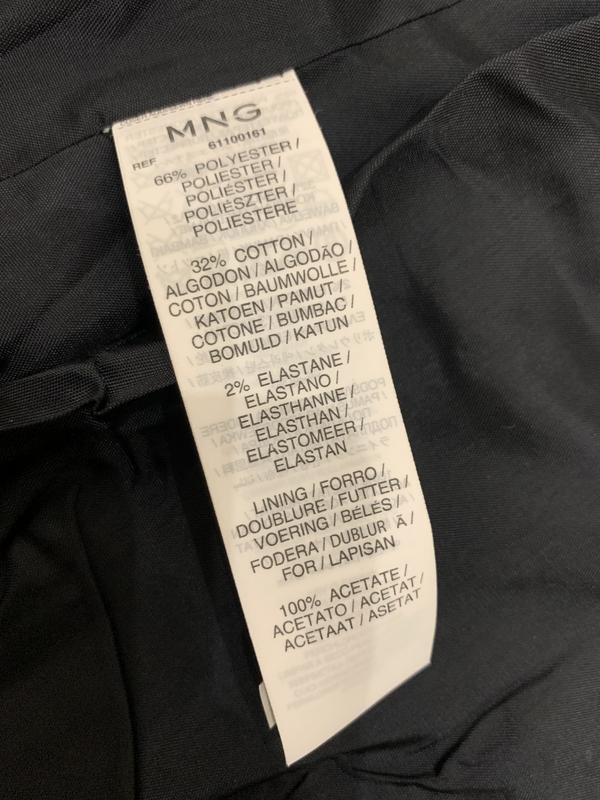 MNG
REF 61100161
66% POLYESTER /
POLIESTER /
POLIÉSTER /
POLIÉSZTER /
POLIESTERE
32% COTTON /
ALGODON / ALGODÃO /
COTON / BAUMWOLLE /
KATOEN / PAMUT /
COTONE / BUMBAC /
BOMULD / KATUN
2% ELASTANE /
ELASTANO /
ELASTHANNE /
ELASTHAN /
ELASTOMEER /
ELASTAN
LINING / FORRO /
DOUBLURE / FUTTER /
VOERING / BÉLÉS /
FODERA / DUBLUR Ă /
FOR / LAPISAN
100% ACETATE /
ACETATO / ACETAT /
ACETAAT / ASETAT